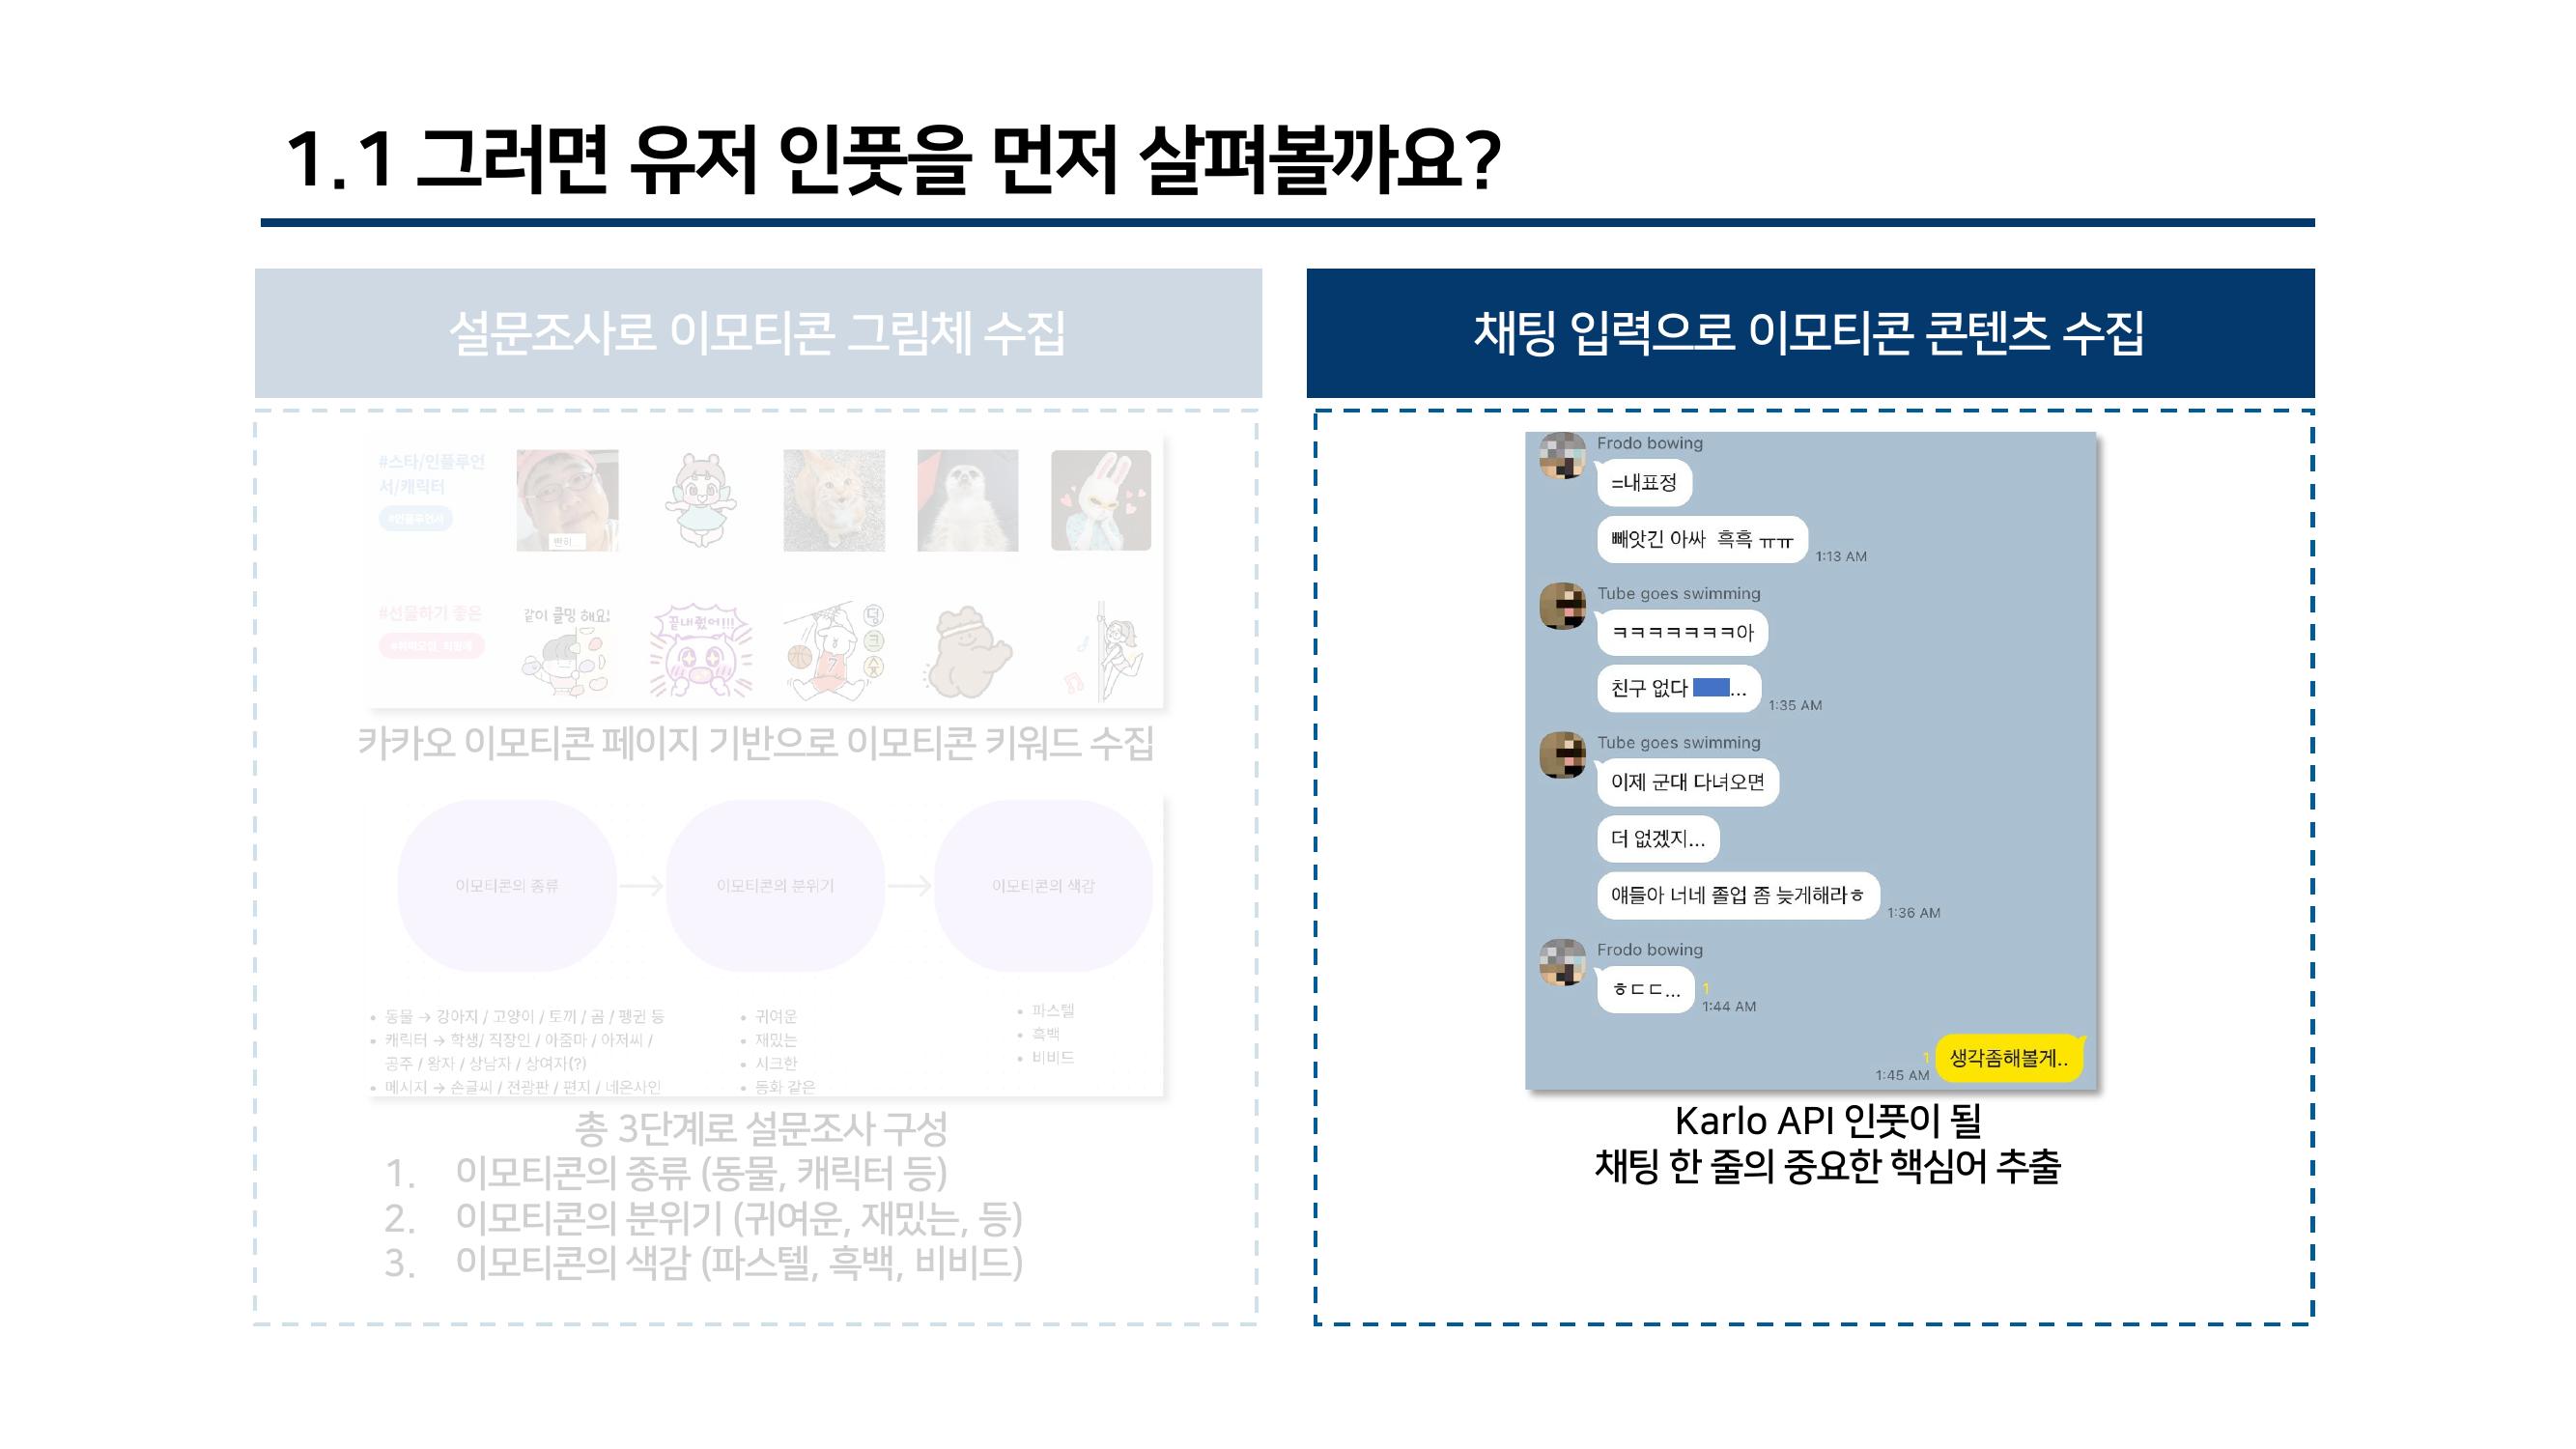 1.1 그러면 유저 인풋을 먼저 살펴볼까요?
설문조사로 이모티콘 그림체 수집
#스타/인플루언
서/캐릭터
#인플루언서
#선물하기 좋은
같이 클밍 해요!
끝내줬어!!!
딩
크
슛
7
카카오 이모티콘 페이지 기반으로 이모티콘 키워드 수집
이모티콘의 종류
이모티콘의 분위기
이모티콘의 색감
• 동물 → 강아지 / 고양이 / 토끼 / 곰 / 펭귄 등
• 캐릭터 → 학생/ 직장인 / 아줌마 / 아저씨 /
공주 / 왕자 / 상남자 / 상여자(?)
• 메시지 → 손글씨 / 전광판 / 편지 / 네온사인
• 귀여운
• 재밌는
• 시크한
• 동화 같은
• 파스텔
• 흑백
• 비비드
총 3단계로 설문조사 구성
1. 이모티콘의 종류 (동물, 캐릭터 등)
2. 이모티콘의 분위기 (귀여운, 재밌는, 등)
3. 이모티콘의 색감 (파스텔, 흑백, 비비드)
채팅 입력으로 이모티콘 콘텐츠 수집
Frodo bowing
=내표정
빼앗긴 아싸 흑흑 ㅠㅠ
1:13 AM
Tube goes swimming
ㅋㅋㅋㅋㅋㅋㅋ아
친구 없다 ...
1:35 AM
Tube goes swimming
이제 군대 다녀오면
더 없겠지...
얘들아 너네 졸업 좀 늦게해라ㅎ
1:36 AM
Frodo bowing
ㅎㄷㄷ...
1
1:44 AM
1
1:45 AM
생각좀해볼게..
Karlo API 인풋이 될
채팅 한 줄의 중요한 핵심어 추출